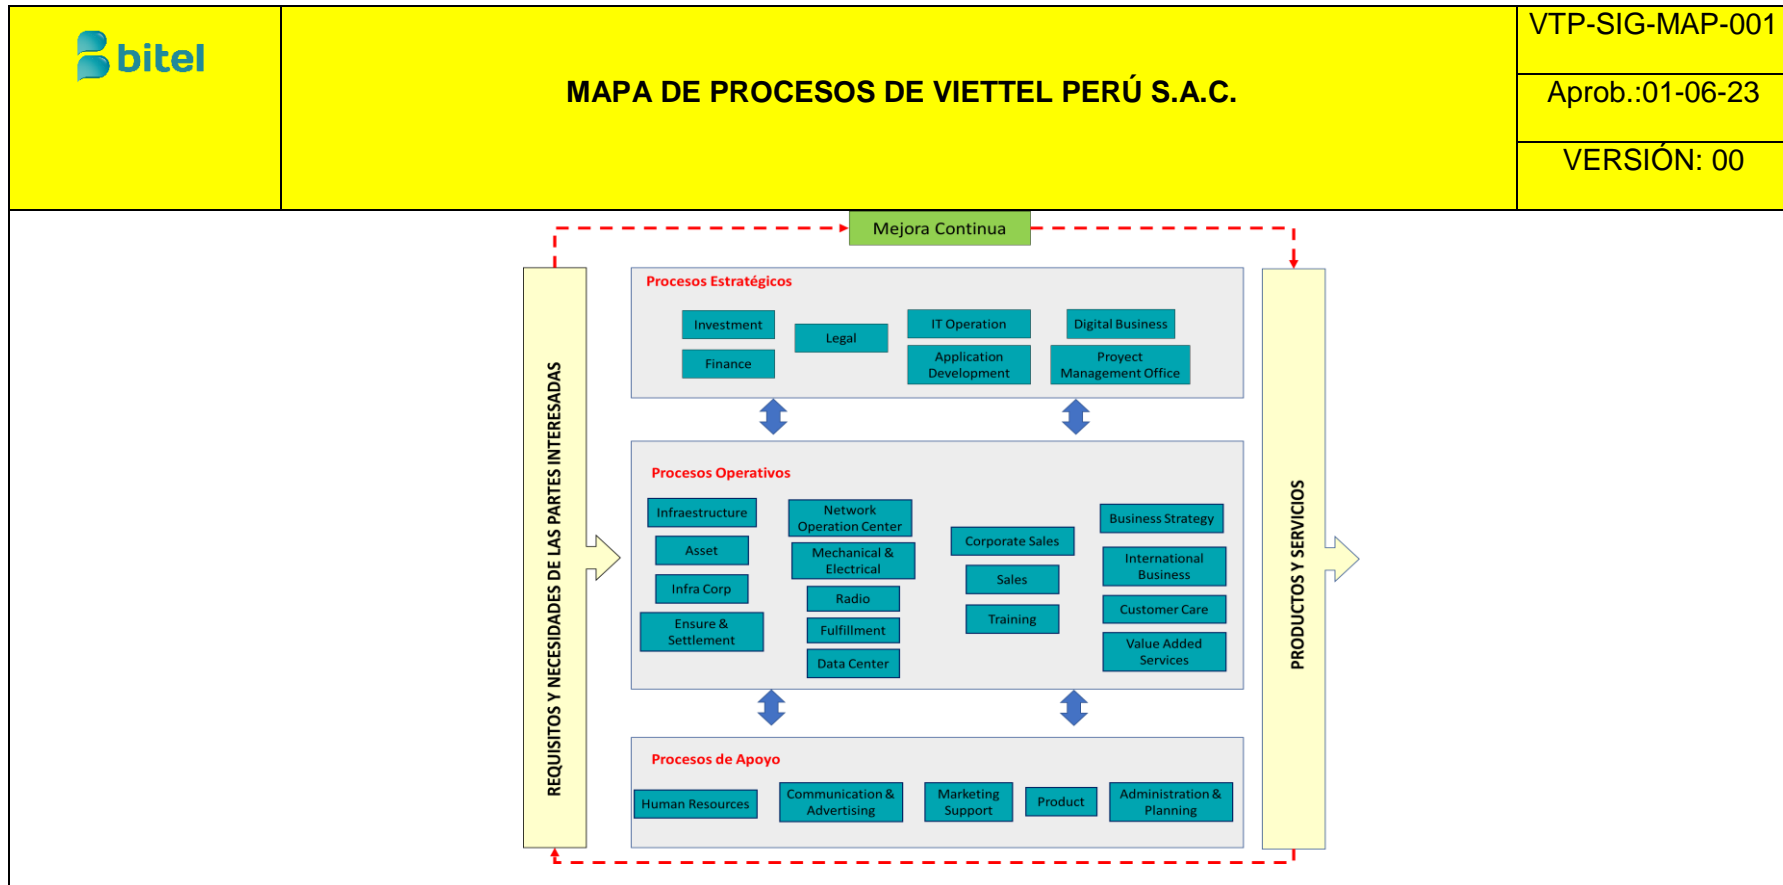 bitel
MAPA DE PROCESOS DE VIETTEL PERÚ S.A.C.
VTP-SIG-MAP-001
Aprob.:01-06-23
VERSIÓN: 00
Mejora Continua
REQUISITOS Y NECESIDADES DE LAS PARTES INTERESADAS
Procesos Estratégicos
Investment
Finance
Legal
IT Operation
Application
Development
Digital Business
Proyect
Management Office
Procesos Operativos
Infraestructure
Asset
Infra Corp
Ensure &
Settlement
Network
Operation Center
Mechanical &
Electrical
Radio
Fulfillment
Data Center
Corporate Sales
Sales
Training
Business Strategy
International
Business
Customer Care
Value Added
Services
Procesos de Apoyo
Human Resources
Communication &
Advertising
Marketing
Support
Product
Administration &
Planning
PRODUCTOS Y SERVICIOS